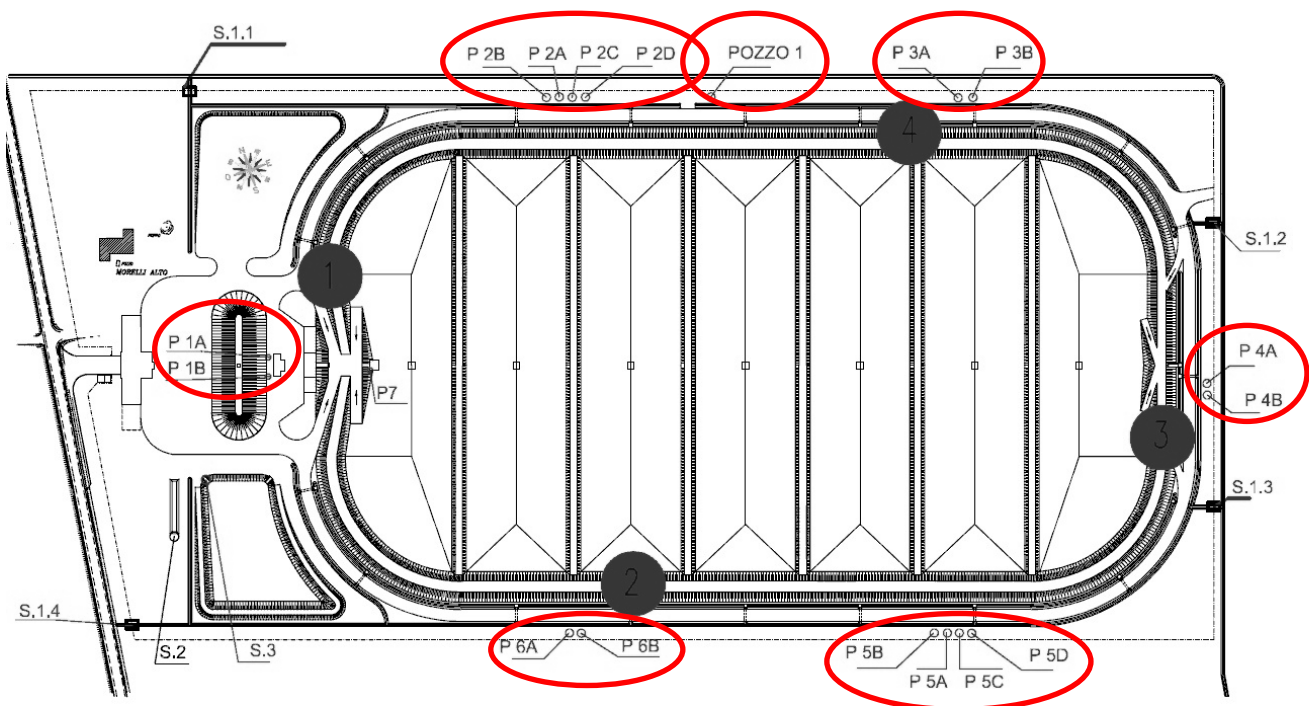 S.1.1
P 2B P 2A P 2C P 2D
POZZO 1
P 3A P 3B
4
S.1.2
MORELLI ALTO
1
P 1A
P 1B
P7
P 4A
P 4B
3
S.1.3
2
S.1.4
S.2
S.3
P 6A P 6B
P 5B P 5D
P 5A P 5C